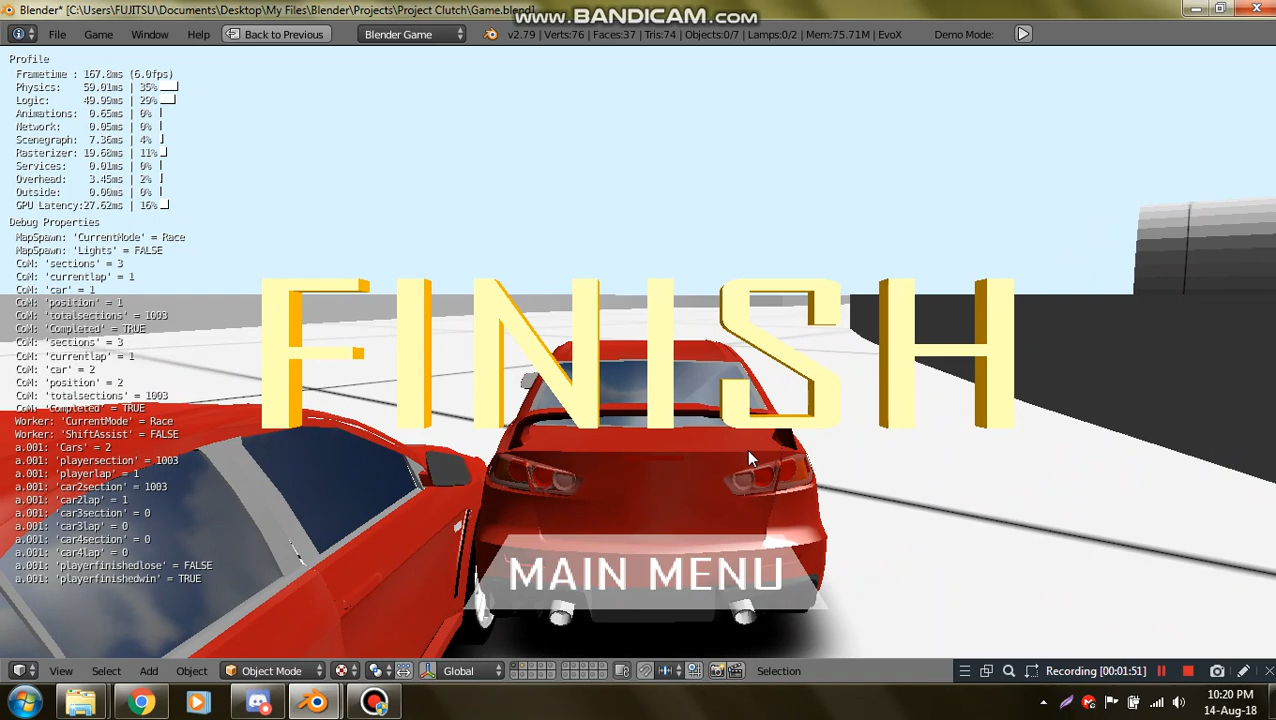 Blender* [C:\Users\FUJITSU\Documents\Desktop\My Files\Blender\Projects\Project Clutch\Game.blend]
www.BANDICAM.com
File Game Window Help Back to Previous Blender Game v2.79 | Verts:76 | Faces:37 | Tris:74 | Objects:0/7 | Lamps:0/2 | Mem:75.71M | EvoX Demo Mode:
Profile
Frametime : 167.8ms (6.0fps)
Physics: 59.01ms | 35%
Logic: 49.99ms | 29%
Animations: 0.65ms | 0%
Network: 0.05ms | 0%
Scenegraph: 7.36ms | 4%
Rasterizer: 19.68ms | 11%
Services: 0.01ms | 0%
Overhead: 3.45ms | 2%
Outside: 0.00ms | 0%
GPU Latency:27.62ms | 16%
Debug Properties
MapSpawn: 'CurrentMode' = Race
MapSpawn: 'Lights' = FALSE
CoM: 'sections' = 3
CoM: 'currentlap' = 1
CoM: 'car' = 1
CoM: 'position' = 1
CoM: 'totalsections' = 1003
CoM: 'Completed' = TRUE
CoM: 'sections' = 3
CoM: 'currentlap' = 1
CoM: 'car' = 2
CoM: 'position' = 2
CoM: 'totalsections' = 1003
CoM: 'Completed' = TRUE
Worker: 'CurrentMode' = Race
Worker: 'ShiftAssist' = FALSE
a.001: 'Cars' = 2
a.001: 'playersection' = 1003
a.001: 'playerlap' = 1
a.001: 'car2section' = 1003
a.001: 'car2lap' = 1
a.001: 'car3section' = 0
a.001: 'car3lap' = 0
a.001: 'car4section' = 0
a.001: 'car4lap' = 0
a.001: 'playerfinishedlose' = FALSE
a.001: 'playerfinishedwin' = TRUE
FINISH
MAIN MENU
View Select Add Object Object Mode Global Selection Recording [00:01:51]
10:20 PM
14-Aug-18